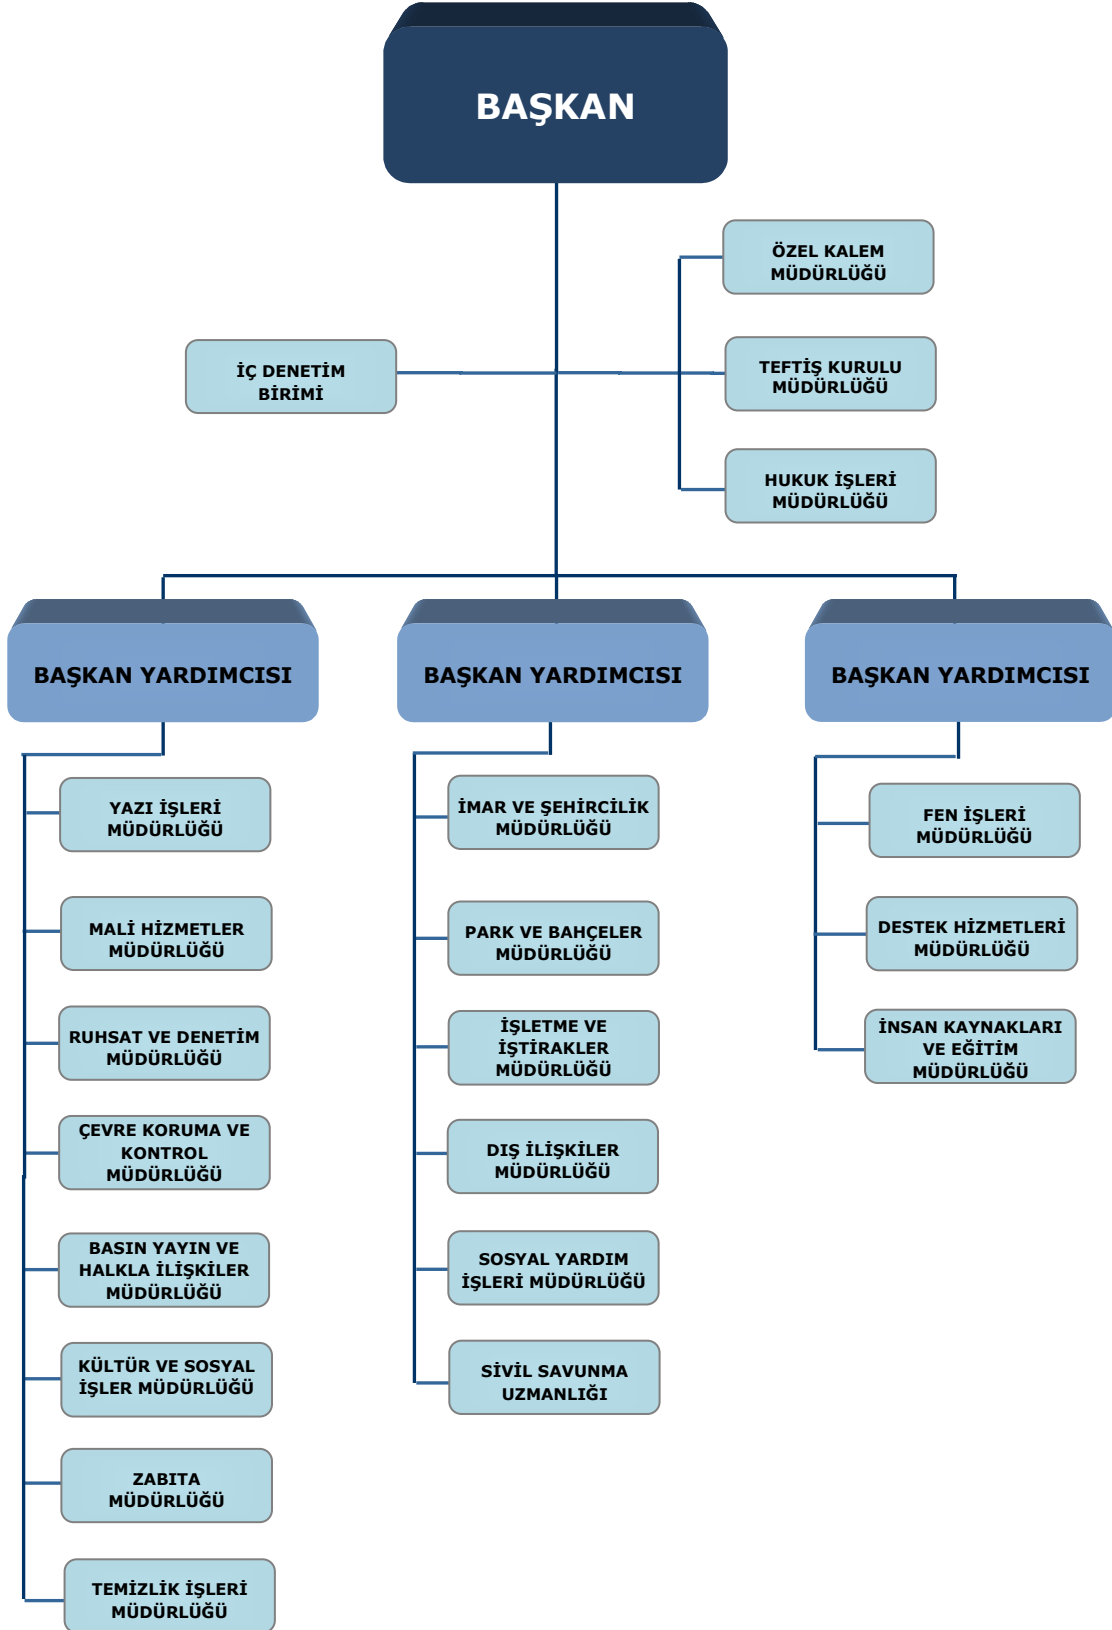 BAŞKAN
ÖZEL KALEM
MÜDÜRLÜĞÜ
İÇ DENETİM
BİRİMİ
TEFTİŞ KURULU
MÜDÜRLÜĞÜ
HUKUK İŞLERİ
MÜDÜRLÜĞÜ
BAŞKAN YARDIMCISI
YAZI İŞLERİ
MÜDÜRLÜĞÜ
MALİ HİZMETLER
MÜDÜRLÜĞÜ
RUHSAT VE DENETİM
MÜDÜRLÜĞÜ
ÇEVRE KORUMA VE
KONTROL
MÜDÜRLÜĞÜ
BASIN YAYIN VE
HALKLA İLİŞKİLER
MÜDÜRLÜĞÜ
KÜLTÜR VE SOSYAL
İŞLER MÜDÜRLÜĞÜ
ZABITA
MÜDÜRLÜĞÜ
TEMİZLİK İŞLERİ
MÜDÜRLÜĞÜ
BAŞKAN YARDIMCISI
İMAR VE ŞEHİRCİLİK
MÜDÜRLÜĞÜ
PARK VE BAHÇELER
MÜDÜRLÜĞÜ
İŞLETME VE
İŞTİRAKLER
MÜDÜRLÜĞÜ
DIŞ İLİŞKİLER
MÜDÜRLÜĞÜ
SOSYAL YARDIM
İŞLERİ MÜDÜRLÜĞÜ
SİVİL SAVUNMA
UZMANLIĞI
BAŞKAN YARDIMCISI
FEN İŞLERİ
MÜDÜRLÜĞÜ
DESTEK HİZMETLERİ
MÜDÜRLÜĞÜ
İNSAN KAYNAKLARI
VE EĞİTİM
MÜDÜRLÜĞÜ